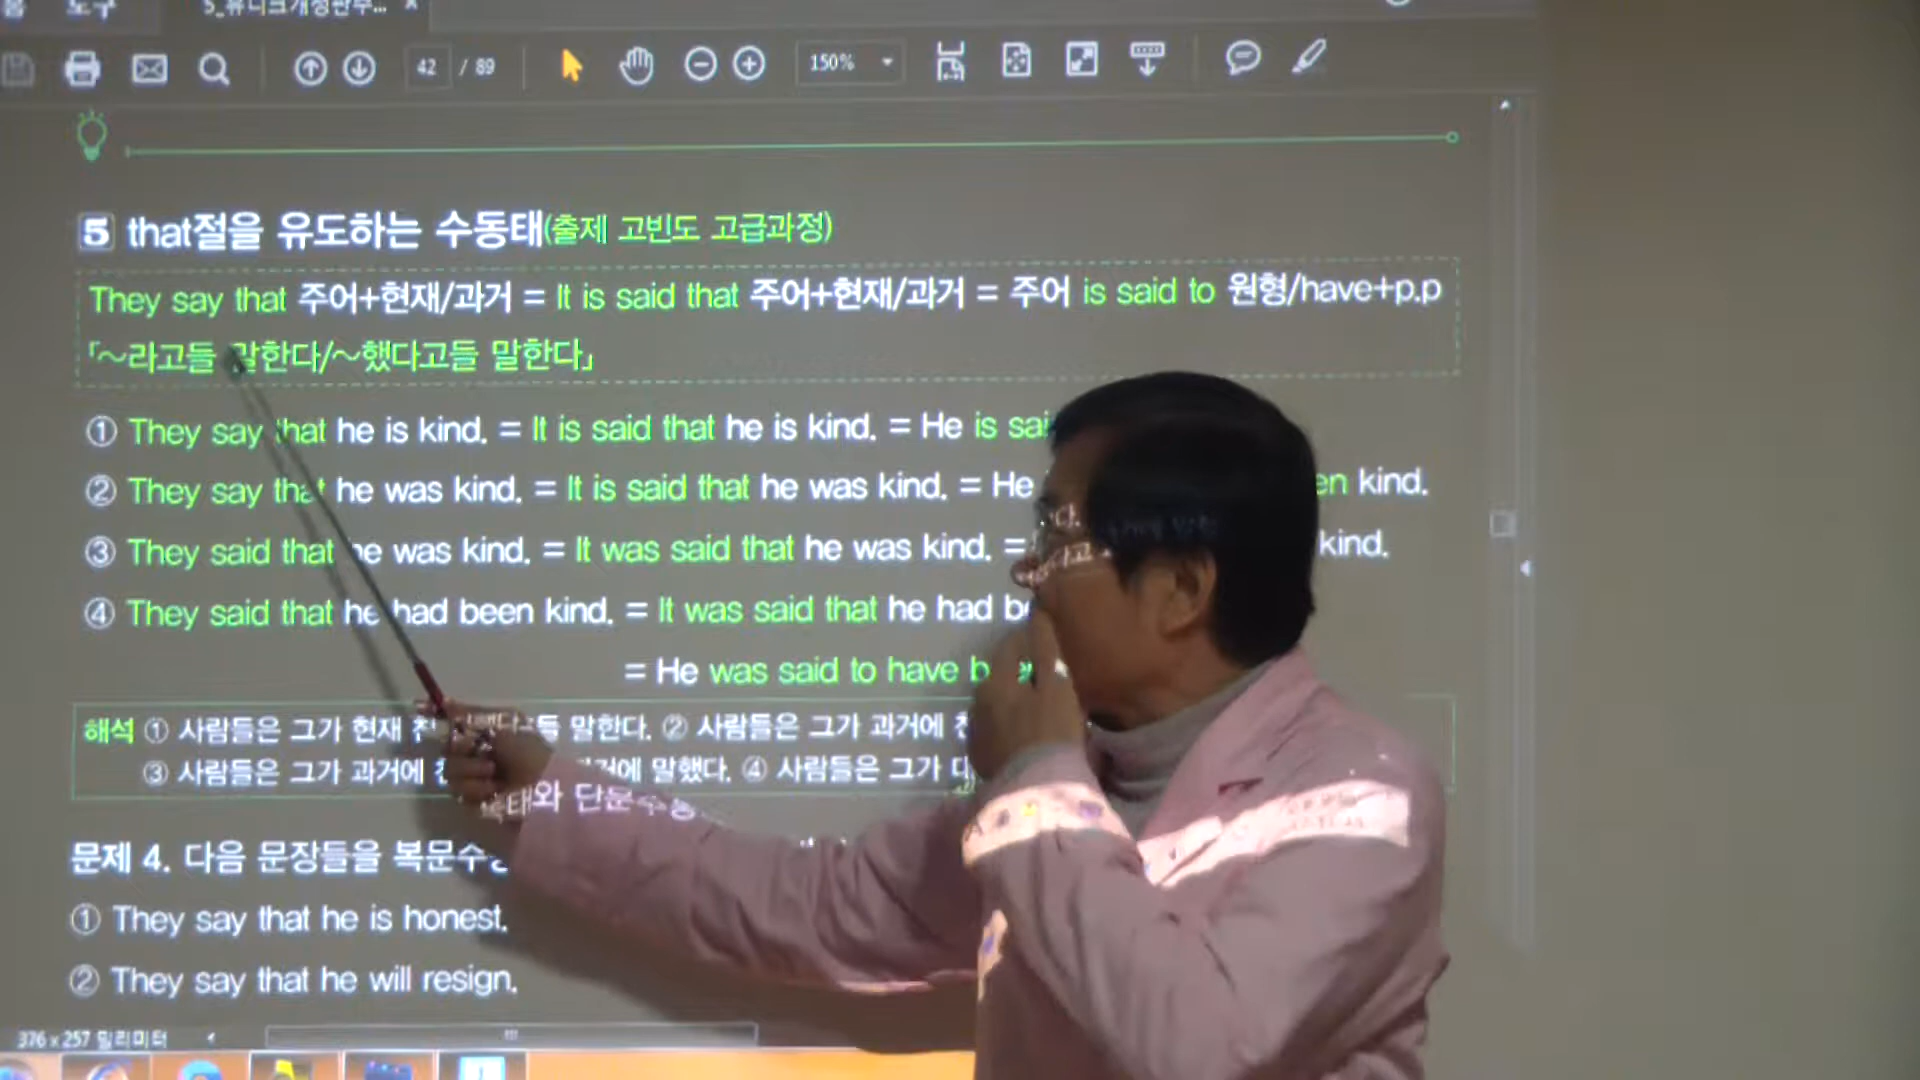 도구
42 / 89
150%
5 that절을 유도하는 수동태(출제 고빈도 고급과정)
They say that 주어+현재/과거 = It is said that 주어+현재/과거 = 주어 is said to 원형/have+p.p
「~라고들 말한다/~했다고들 말한다」
① They say that he is kind. = It is said that he is kind. = He is
② They say that he was kind. = It is said that he was kind. = He kind.
③ They said that he was kind. = It was said that he was kind. = kind.
④ They said that he had been kind. = It was said that he had
= He was said to have
해석 ① 사람들은 그가 현재 말한다. ② 사람들은 그가 과거에
③ 사람들은 그가 과거에 말했다. ④ 사람들은 그가
문제 4. 다음 문장들을
① They say that he is honest.
② They say that he will resign.
376 x 257 밀리미터